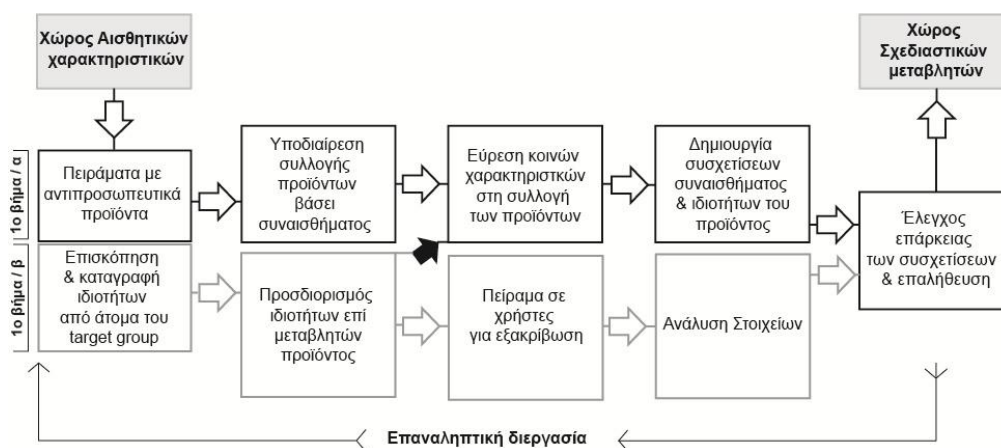 Χώρος Αισθητικών
χαρακτηριστικών
Χώρος
Σχεδιαστικών
μεταβλητών
1ο βήμα / α
Πειράματα με
αντιπροσωπευτικά
προϊόντα
Υποδιαίρεση
συλλογής
προϊόντων
βάσει
συναισθήματος
Εύρεση κοινών
χαρακτηριστικών
στη συλλογή
των προϊόντων
Δημιουργία
συσχετίσεων
συναισθήματος
& ιδιοτήτων του
προϊόντος
Έλεγχος
επάρκειας
των συσχετίσεων
& επαλήθευση
1ο βήμα / β
Επισκόπηση
& καταγραφή
ιδιοτήτων
από άτομα του
target group
Προσδιορισμός
ιδιοτήτων επί
μεταβλητών
προϊόντος
Πείραμα σε
χρήστες
για εξακρίβωση
Ανάλυση Στοιχείων
Επαναληπτική διεργασία